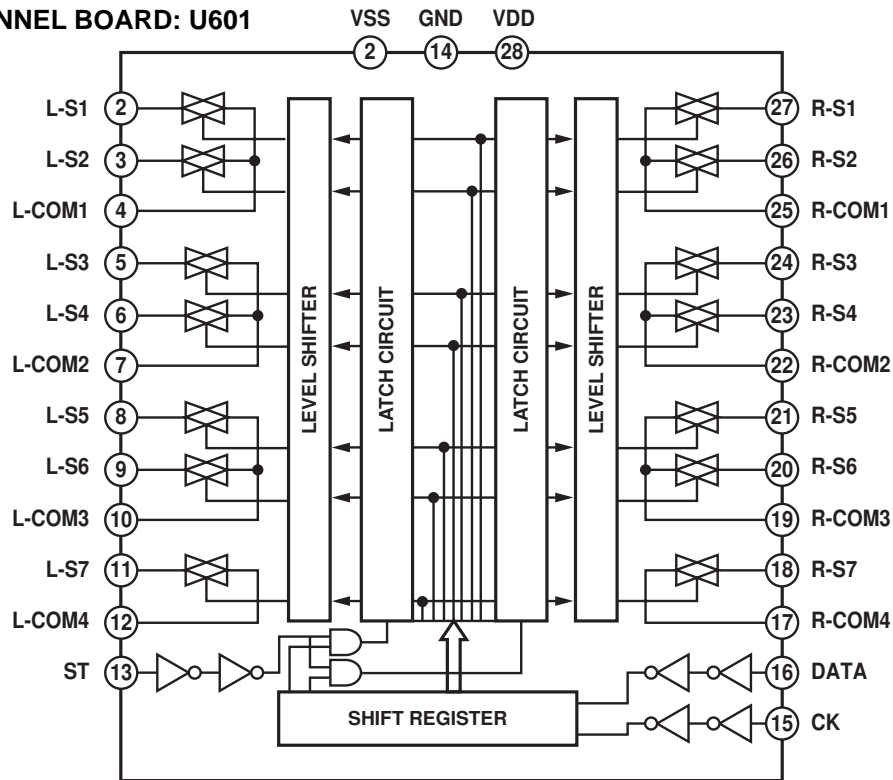 NNEL BOARD: U601
VSS GND VDD
2 14 28
L-S1 2 27 R-S1
L-S2 3 26 R-S2
L-COM1 4 25 R-COM1
L-S3 5 24 R-S3
L-S4 6 23 R-S4
L-COM2 7 22 R-COM2
L-S5 8 21 R-S5
L-S6 9 20 R-S6
L-COM3 10 19 R-COM3
L-S7 11 18 R-S7
L-COM4 12 17 R-COM4
ST 13 16 DATA
15 CK
LEVEL SHIFTER
LATCH CIRCUIT
LATCH CIRCUIT
LEVEL SHIFTER
SHIFT REGISTER